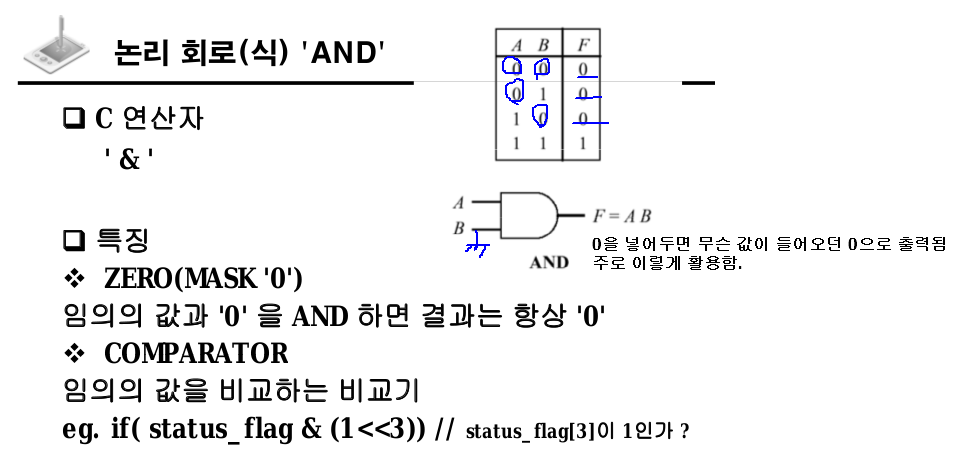 논리 회로(식) 'AND'
A B F
0 0 0
0 1 0
1 0 0
1 1 1
❑ C 연산자
' & '
A
B
F = A B
AND
0을 넣어두면 무슨 값이 들어오던 0으로 출력됨
주로 이렇게 활용함.
❑ 특징
❖ ZERO(MASK '0')
임의의 값과 '0' 을 AND 하면 결과는 항상 '0'
❖ COMPARATOR
임의의 값을 비교하는 비교기
eg. if( status_flag & (1<<3)) // status_flag[3]이 1인가 ?